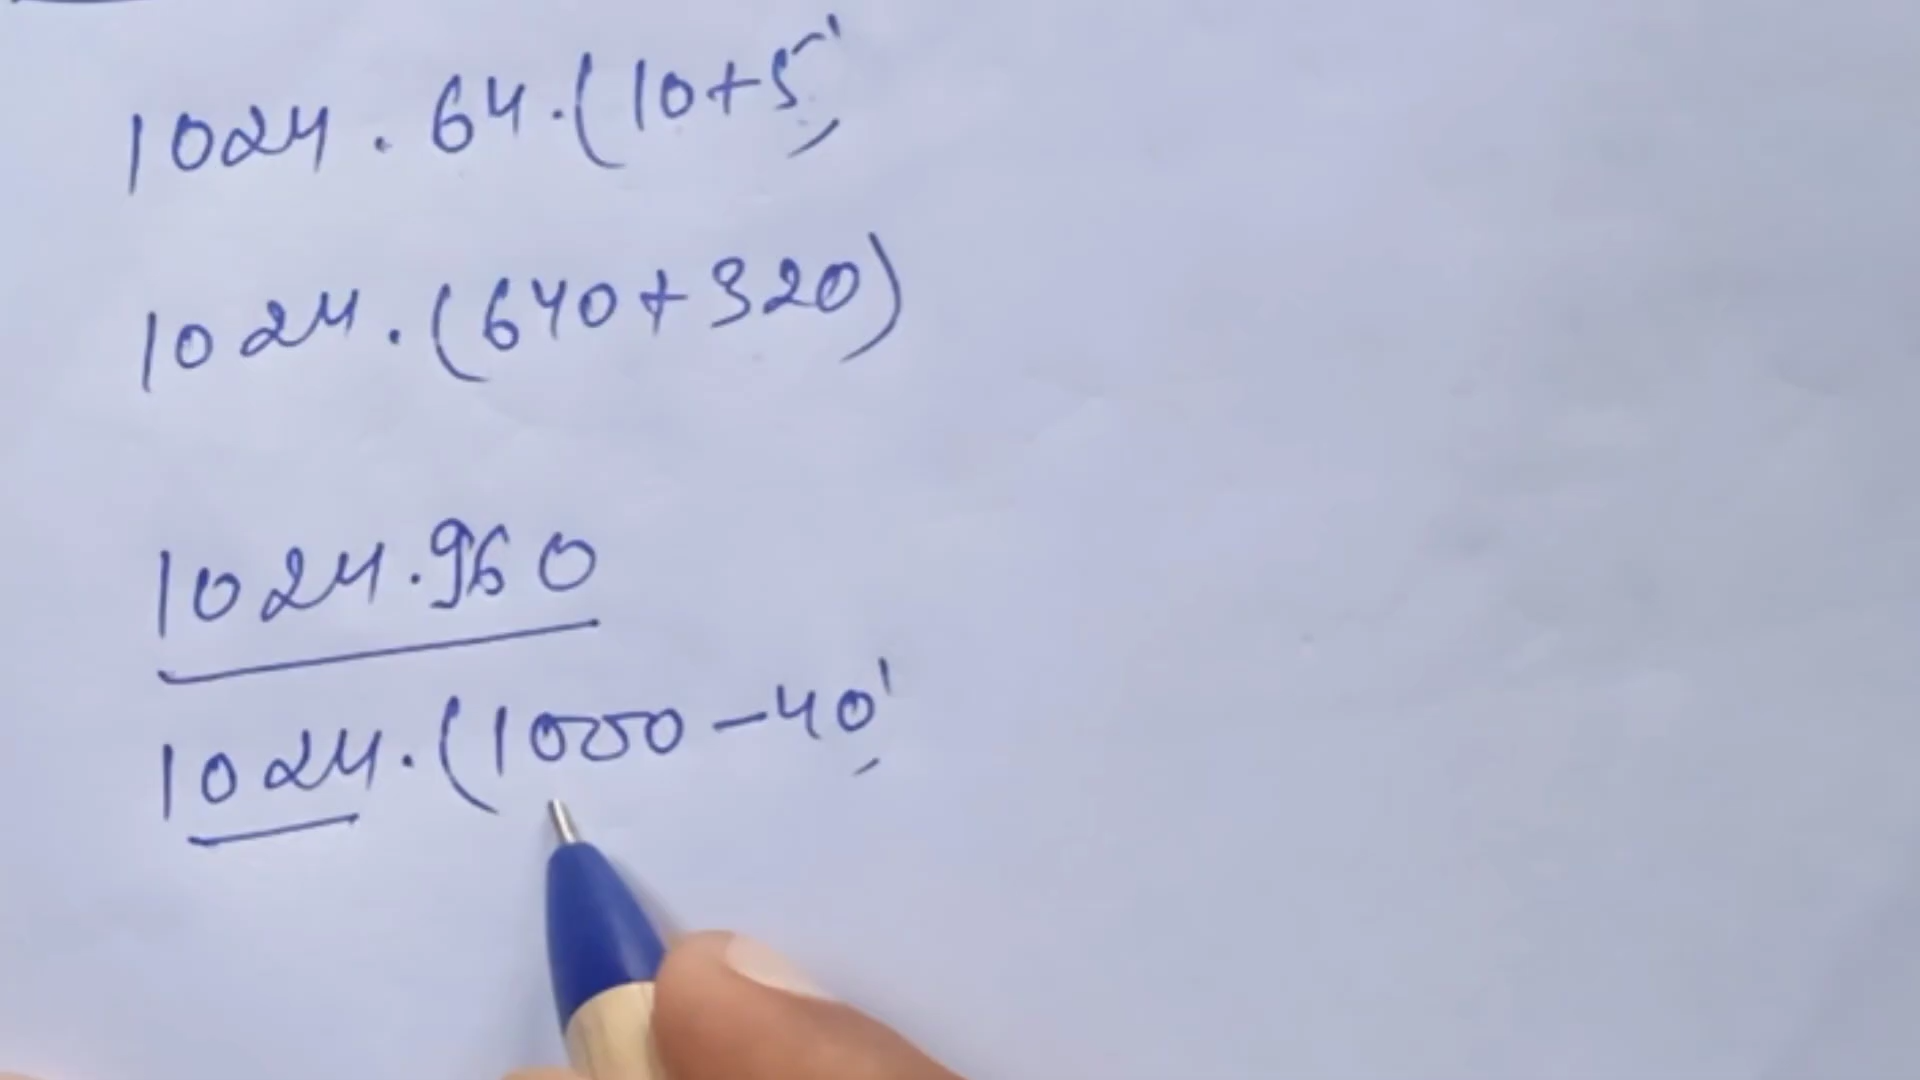 1024 . 64 . (10+5)
1024 . (640+320)
1024 . 960
1024 . (1000-40)